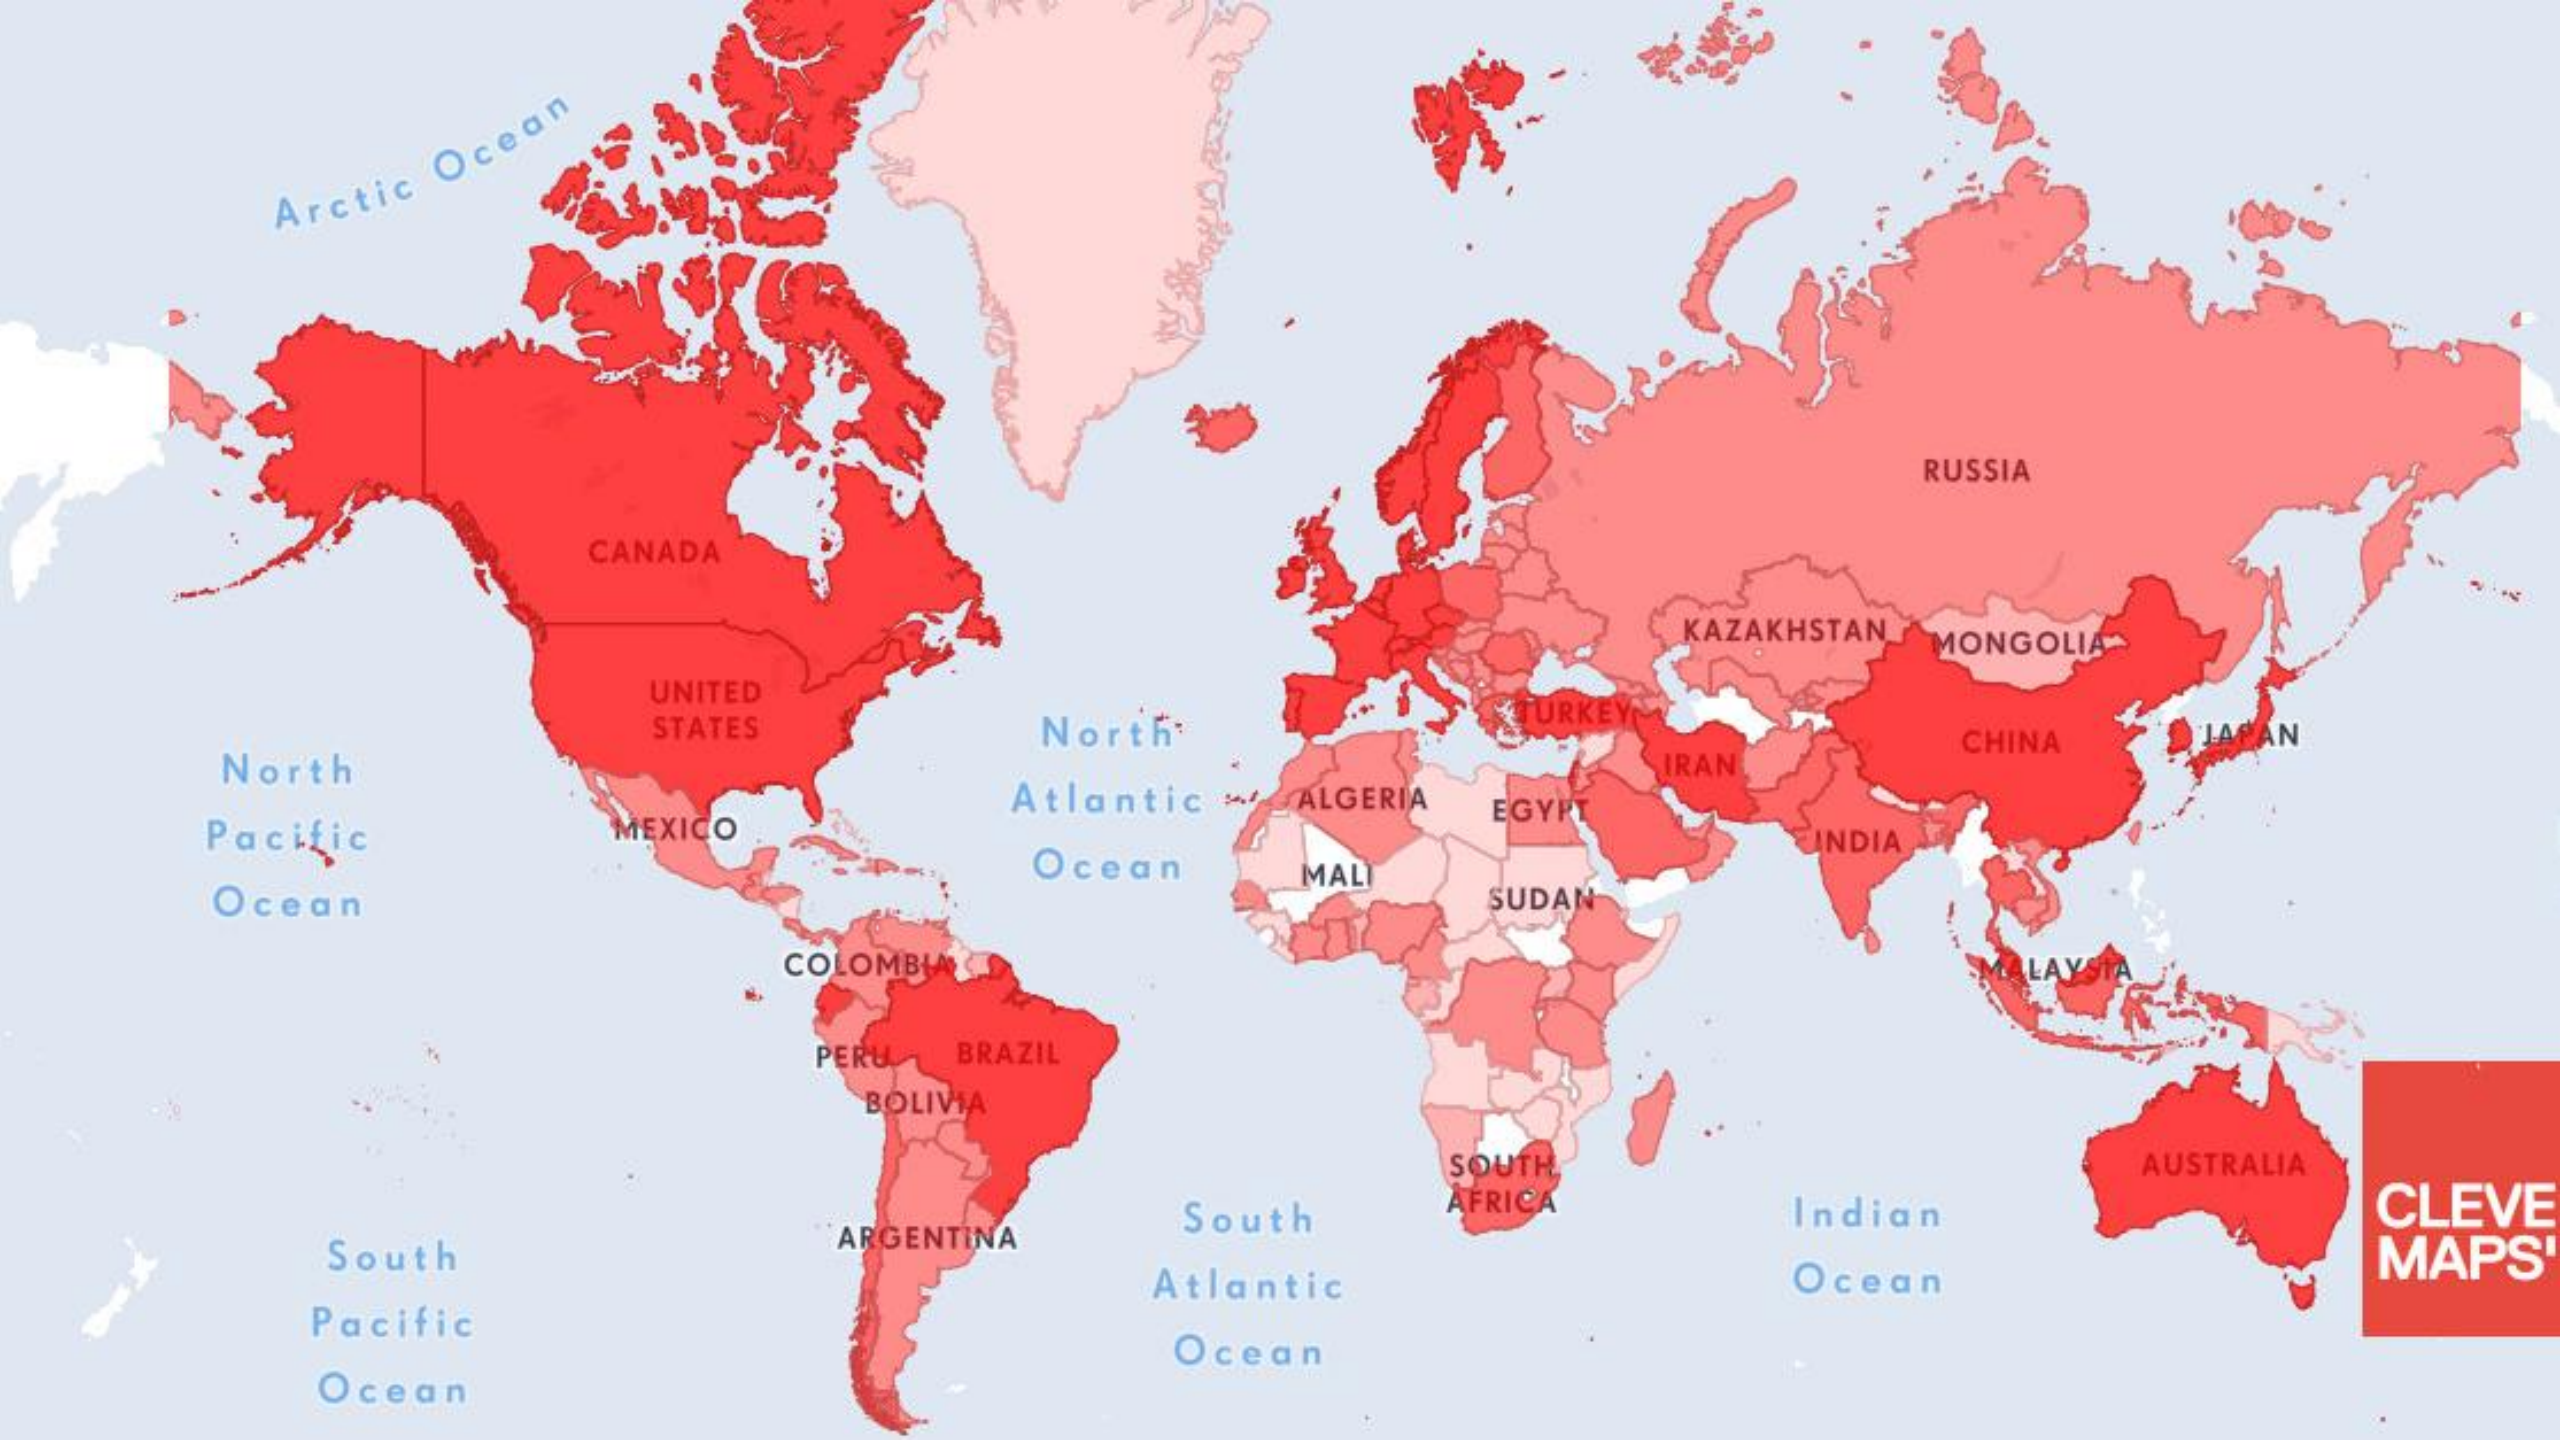 Arctic Ocean
RUSSIA
CANADA
KAZAKHSTAN
MONGOLIA
UNITED
STATES
North
Atlantic
Ocean
TURKEY
CHINA
JAPAN
IRAN
North
Pacific
Ocean
ALGERIA
EGYPT
MEXICO
INDIA
MALI
SUDAN
COLOMBIA
MALAYSIA
PERU
BRAZIL
BOLIVIA
SOUTH
AFRICA
AUSTRALIA
ARGENTINA
South
Atlantic
Ocean
Indian
Ocean
South
Pacific
Ocean
CLEVE
MAPS'